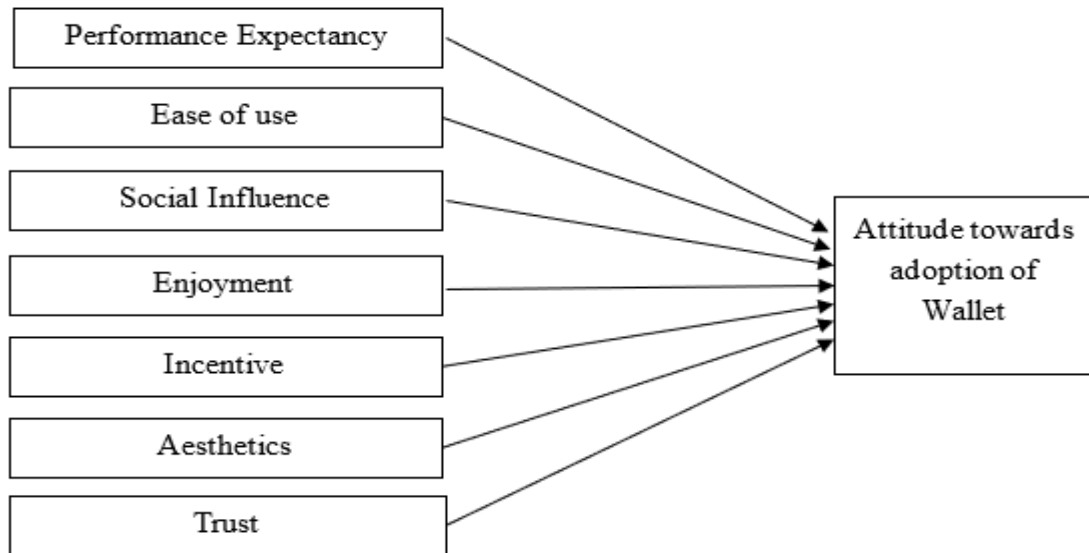 Performance Expectancy
Ease of use
Social Influence
Enjoyment
Incentive
Aesthetics
Trust
Attitude towards
adoption of
Wallet